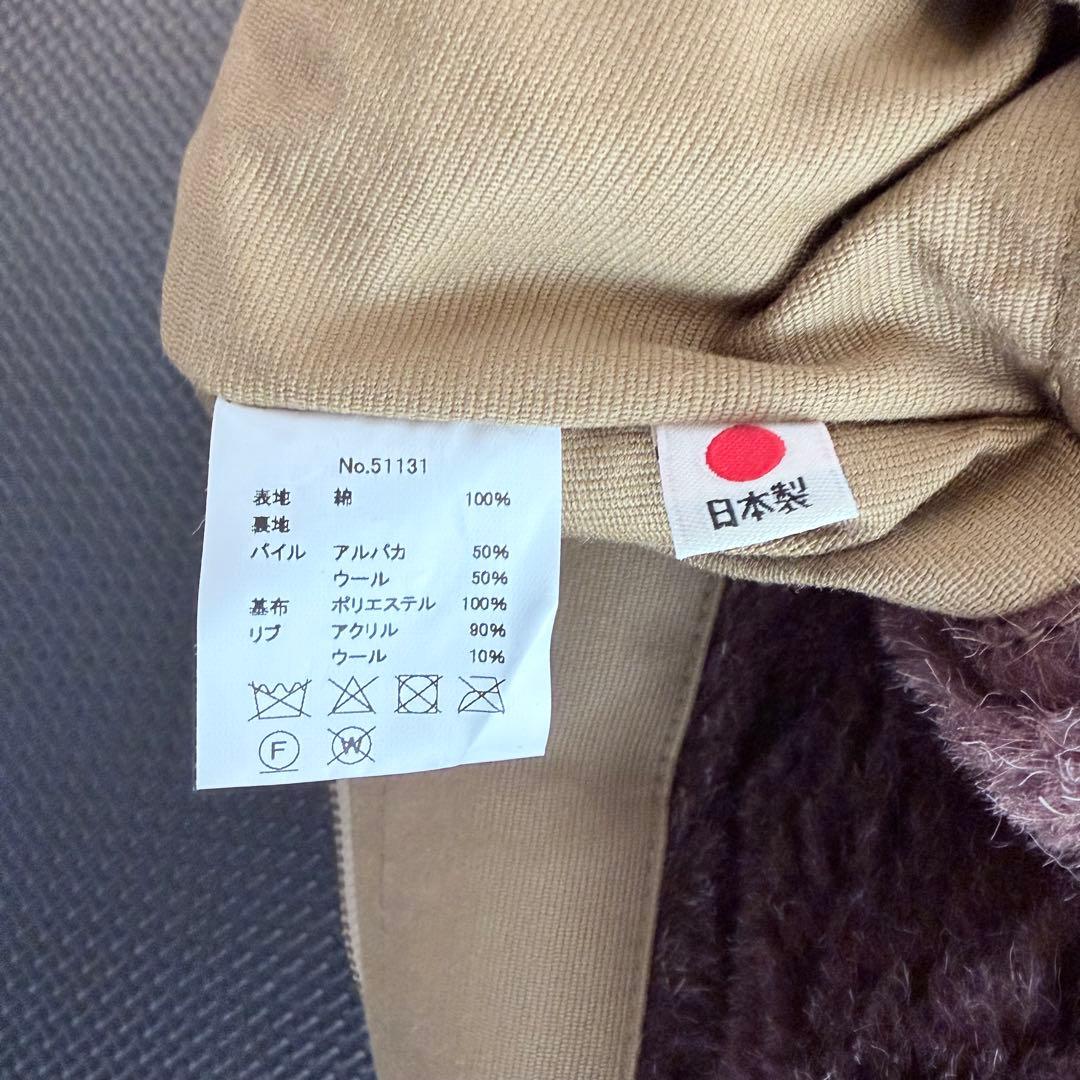 No.51131
表地 綿 100%
裏地
パイル アルパカ 50%
ウール 50%
基布 ポリエステル 100%
リブ アクリル 90%
ウール 10%
F W
日本製